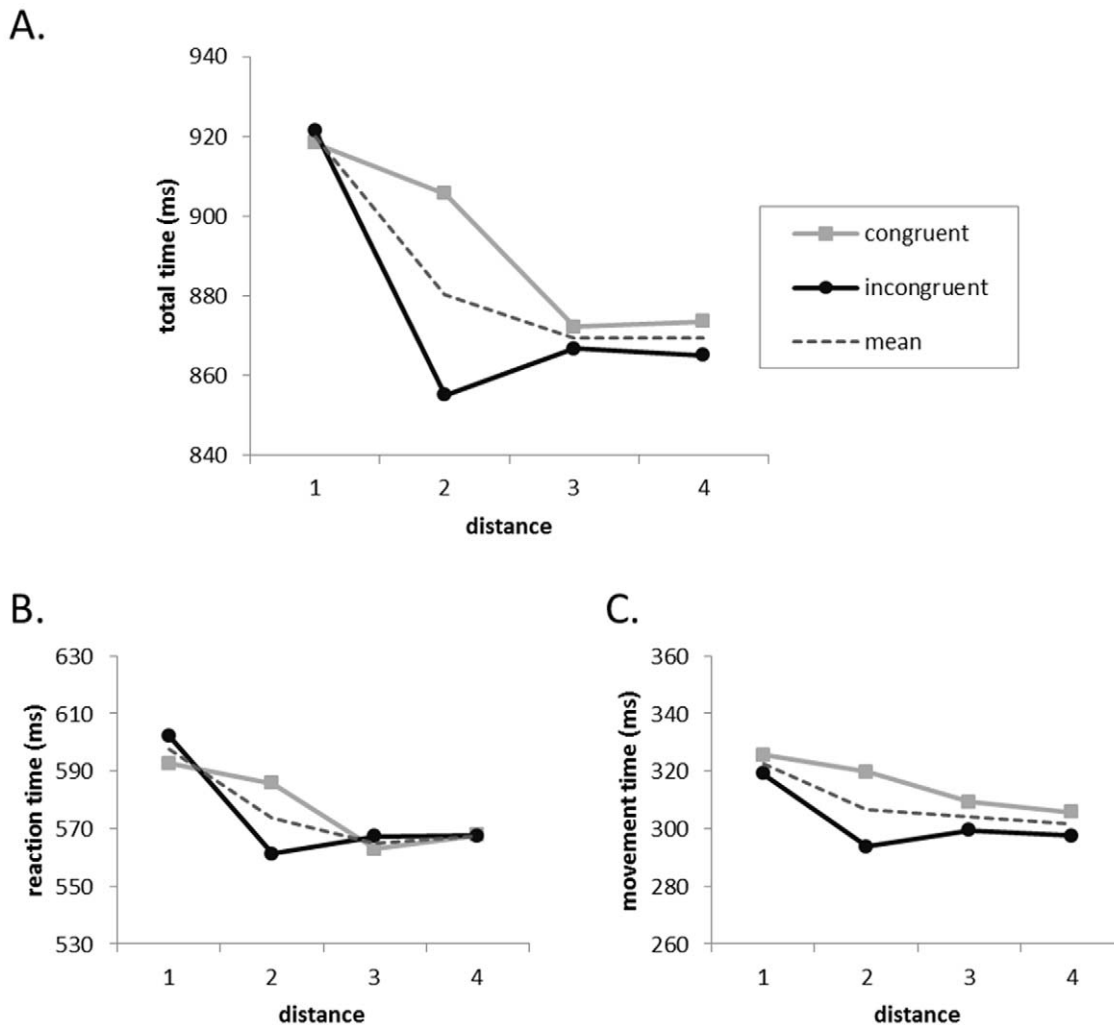 A.
total time (ms)
940
920
900
880
860
840
1 2 3 4
distance
congruent
incongruent
mean
B.
reaction time (ms)
630
610
590
570
550
530
1 2 3 4
distance
C.
movement time (ms)
360
340
320
300
280
260
1 2 3 4
distance